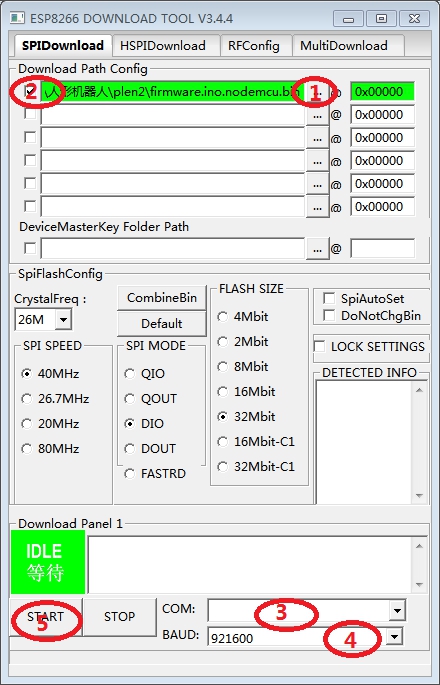 ESP8266 DOWNLOAD TOOL V3.4.4
SPIDownload HSPIDownload RFConfig MultiDownload
Download Path Config
2 \人形机器人\plen2\firmware.ino.nodemcu.bin 1 ... @ 0x00000
... @ 0x00000
... @ 0x00000
... @ 0x00000
... @ 0x00000
... @ 0x00000
DeviceMasterKey Folder Path
... @
SpiFlashConfig
CrystalFreq :
26M
CombineBin
Default
SPI SPEED
40MHz
26.7MHz
20MHz
80MHz
SPI MODE
QIO
QOUT
DIO
DOUT
FASTRD
FLASH SIZE
4Mbit
2Mbit
8Mbit
16Mbit
32Mbit
16Mbit-C1
32Mbit-C1
SpiAutoSet
DoNotChgBin
LOCK SETTINGS
DETECTED INFO
Download Panel 1
IDLE
等待
START 5
STOP
COM: 3
BAUD: 921600 4